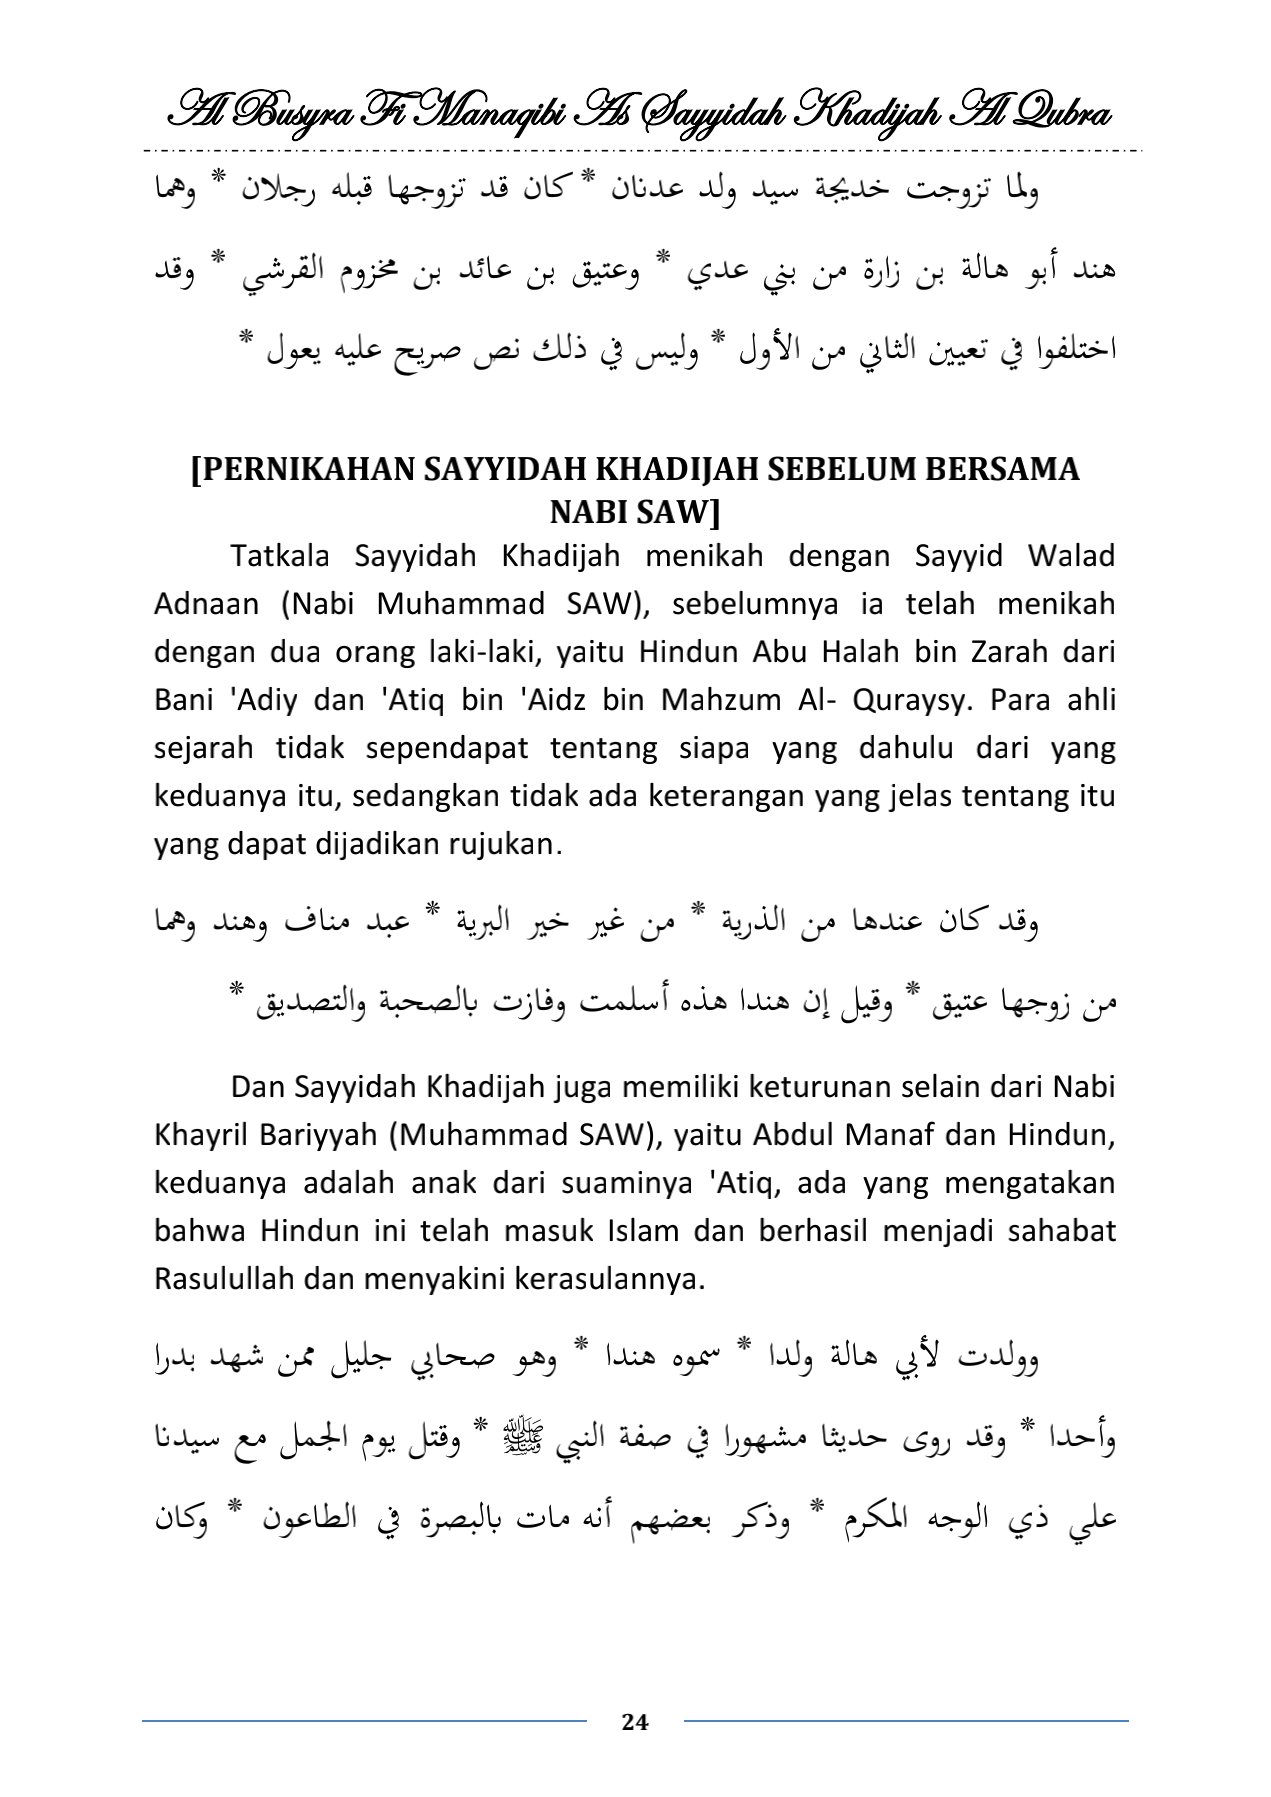 Al Busyra Fi Manaqibi As Sayyidah Khadijah Al Qubra
ولما تزوجت خديجة سيد ولد عدنان * كان قد تزوجها قبله رجلان * وهما
هند أبو هالة بن زارة من بني عدي * وعتيق بن عائد بن مخزوم القرشي * وقد
اختلفوا في تعيين الثاني من الأول * وليس في ذلك نص صريح عليه يعول *
[PERNIKAHAN SAYYIDAH KHADIJAH SEBELUM BERSAMA
NABI SAW]
Tatkala Sayyidah Khadijah menikah dengan Sayyid Walad
Adnaan (Nabi Muhammad SAW), sebelumnya ia telah menikah
dengan dua orang laki-laki, yaitu Hindun Abu Halah bin Zarah dari
Bani 'Adiy dan 'Atiq bin 'Aidz bin Mahzum Al- Quraysy. Para ahli
sejarah tidak sependapat tentang siapa yang dahulu dari yang
keduanya itu, sedangkan tidak ada keterangan yang jelas tentang itu
yang dapat dijadikan rujukan.
وقد كان عندها من الذرية * من غير خير البرية * عبد مناف وهند وهما
من زوجها عتيق * وقيل إن هندا هذه أسلمت وفازت بالصحبة والتصديق *
Dan Sayyidah Khadijah juga memiliki keturunan selain dari Nabi
Khayril Bariyyah (Muhammad SAW), yaitu Abdul Manaf dan Hindun,
keduanya adalah anak dari suaminya 'Atiq, ada yang mengatakan
bahwa Hindun ini telah masuk Islam dan berhasil menjadi sahabat
Rasulullah dan menyakini kerasulannya.
وولدت لأبي هالة ولدا * سموه هندا * وهو صحابي جليل ممن شهد بدرا
وأحدا * وقد روى حديثا مشهورا في صفة النبي ﷺ * وقتل يوم الجمل مع سيدنا
علي ذي الوجه المكرم * وذكر بعضهم أنه مات بالبصرة في الطاعون * وكان
24